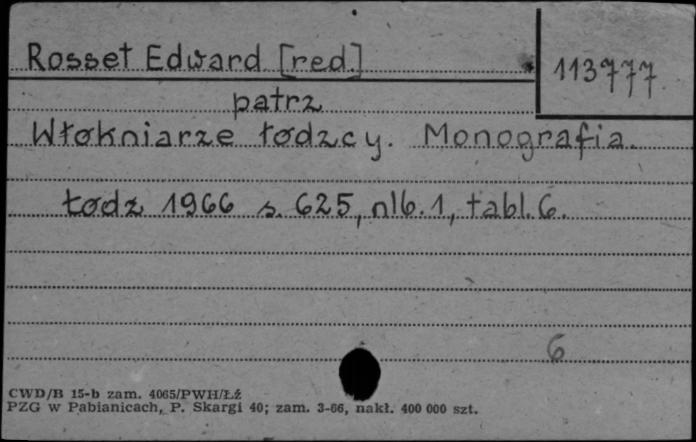 Rosset Edward [red]
113777
patrz
Włókniarze łódzcy. Monografia.
Łódź 1966 s. 625, nlb. 1, tabl. 6.
6
CWD/B 15-b zam. 4065/PWH/Łź
PZG w Pabianicach, P. Skargi 40; zam. 3-66, nakł. 400 000 szt.